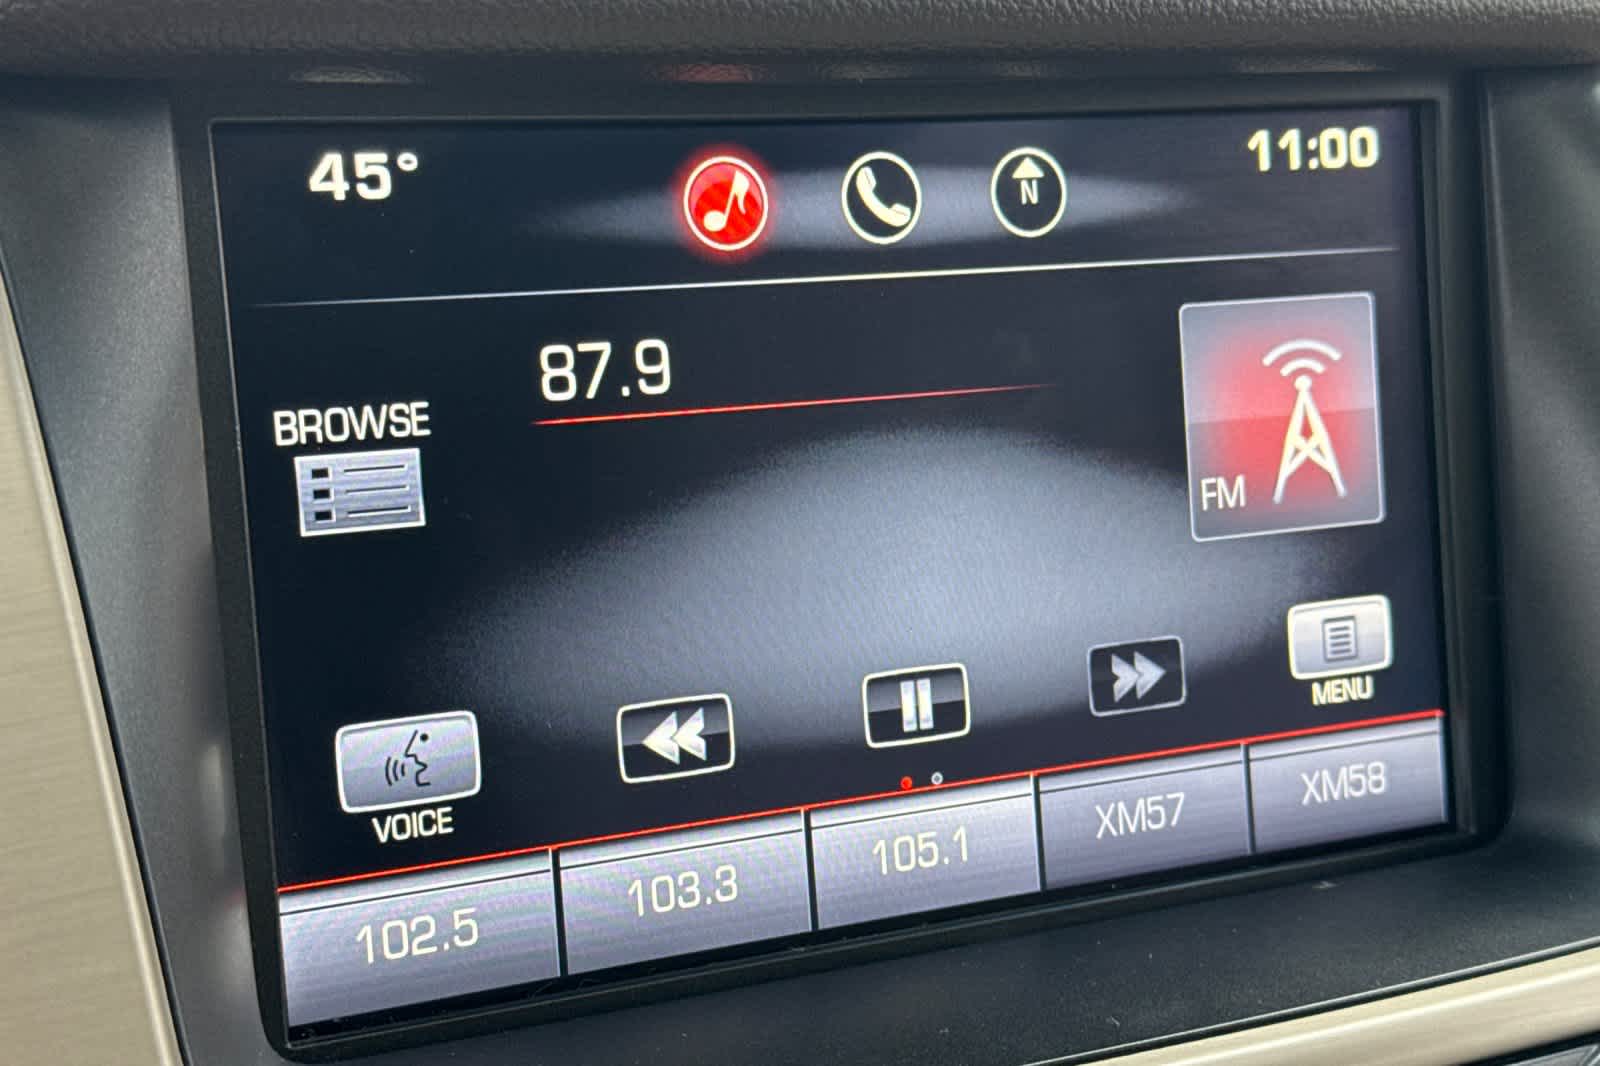 45°
N
11:00
87.9
BROWSE
FM
MENU
VOICE
102.5
103.3
105.1
XM57
XM58